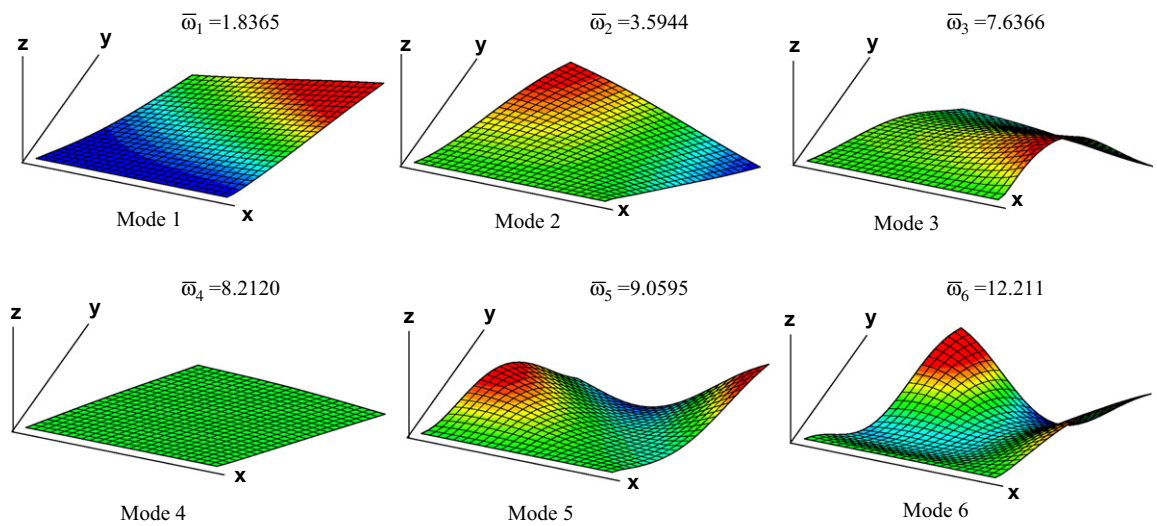 ω̅₁ =1.8365
ω̅₂ =3.5944
ω̅₃ =7.6366
z y x
z y x
z y x
Mode 1
Mode 2
Mode 3
ω̅₄ =8.2120
ω̅₅ =9.0595
ω̅₆ =12.211
z y x
z y x
z y x
Mode 4
Mode 5
Mode 6